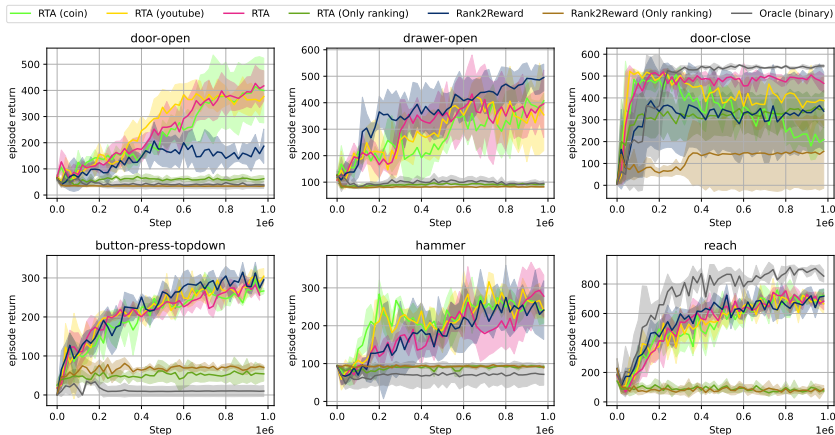 RTA (coin) RTA (youtube) RTA RTA (Only ranking) Rank2Reward Rank2Reward (Only ranking) Oracle (binary)
door-open drawer-open door-close
episode return
500
400
300
200
100
0
0.0 0.2 0.4 0.6 0.8 1.0
Step 1e6
episode return
600
500
400
300
200
100
0.0 0.2 0.4 0.6 0.8 1.0
Step 1e6
episode return
600
500
400
300
200
100
0
0.0 0.2 0.4 0.6 0.8 1.0
Step 1e6
button-press-topdown hammer reach
episode return
300
200
100
0
0.0 0.2 0.4 0.6 0.8 1.0
Step 1e6
episode return
300
200
100
0
0.0 0.2 0.4 0.6 0.8 1.0
Step 1e6
episode return
800
600
400
200
0
0.0 0.2 0.4 0.6 0.8 1.0
Step 1e6